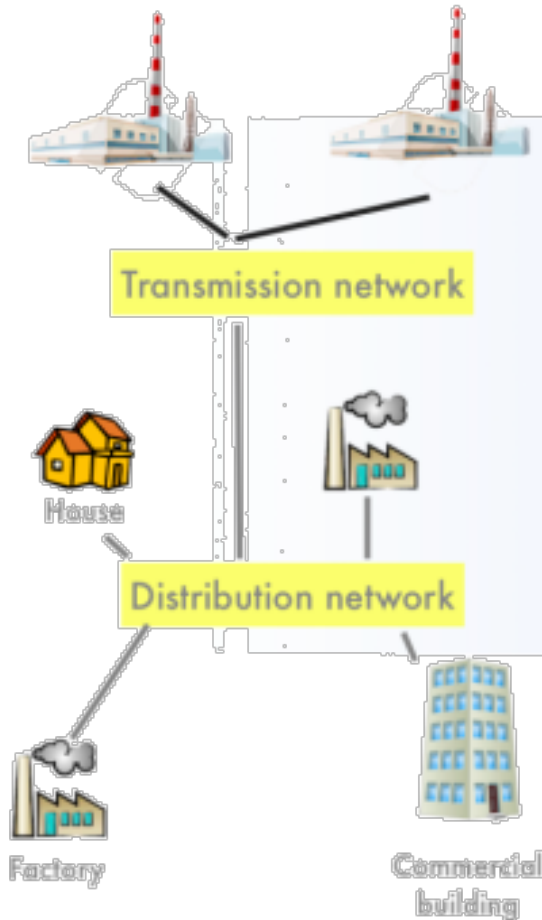 Transmission network
House
Distribution network
Factory
Commercial
building